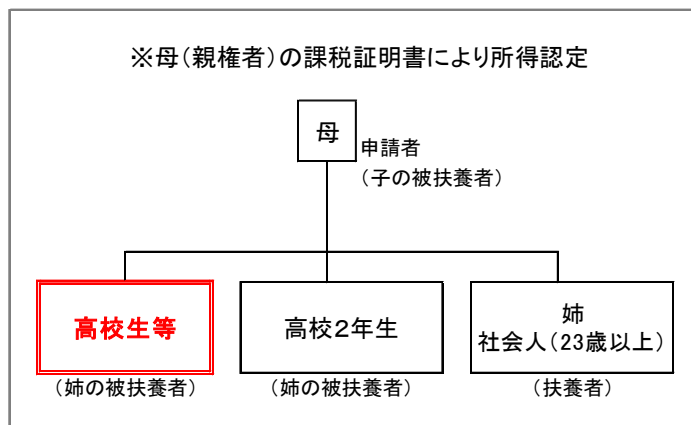 ※母(親権者)の課税証明書により所得認定
母
申請者
(子の被扶養者)
高校生等
高校2年生
姉
社会人(23歳以上)
(姉の被扶養者)
(姉の被扶養者)
(扶養者)